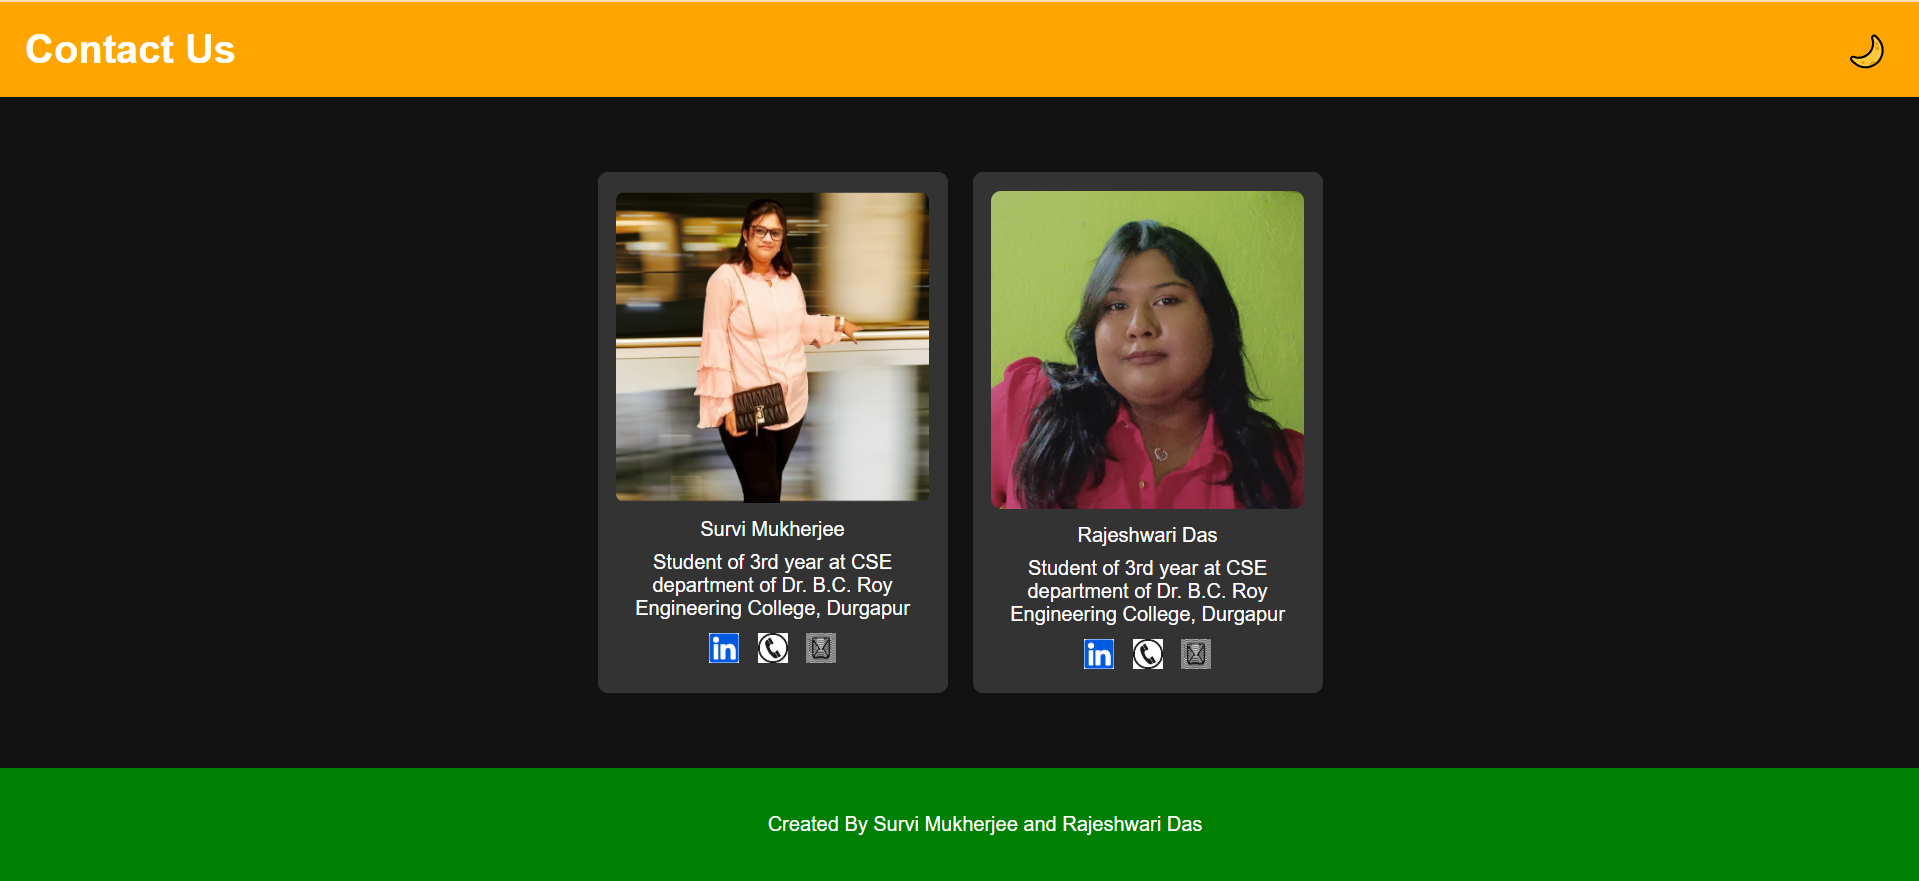 Contact Us
Survi Mukherjee
Student of 3rd year at CSE
department of Dr. B.C. Roy
Engineering College, Durgapur
in
Rajeshwari Das
Student of 3rd year at CSE
department of Dr. B.C. Roy
Engineering College, Durgapur
in
Created By Survi Mukherjee and Rajeshwari Das